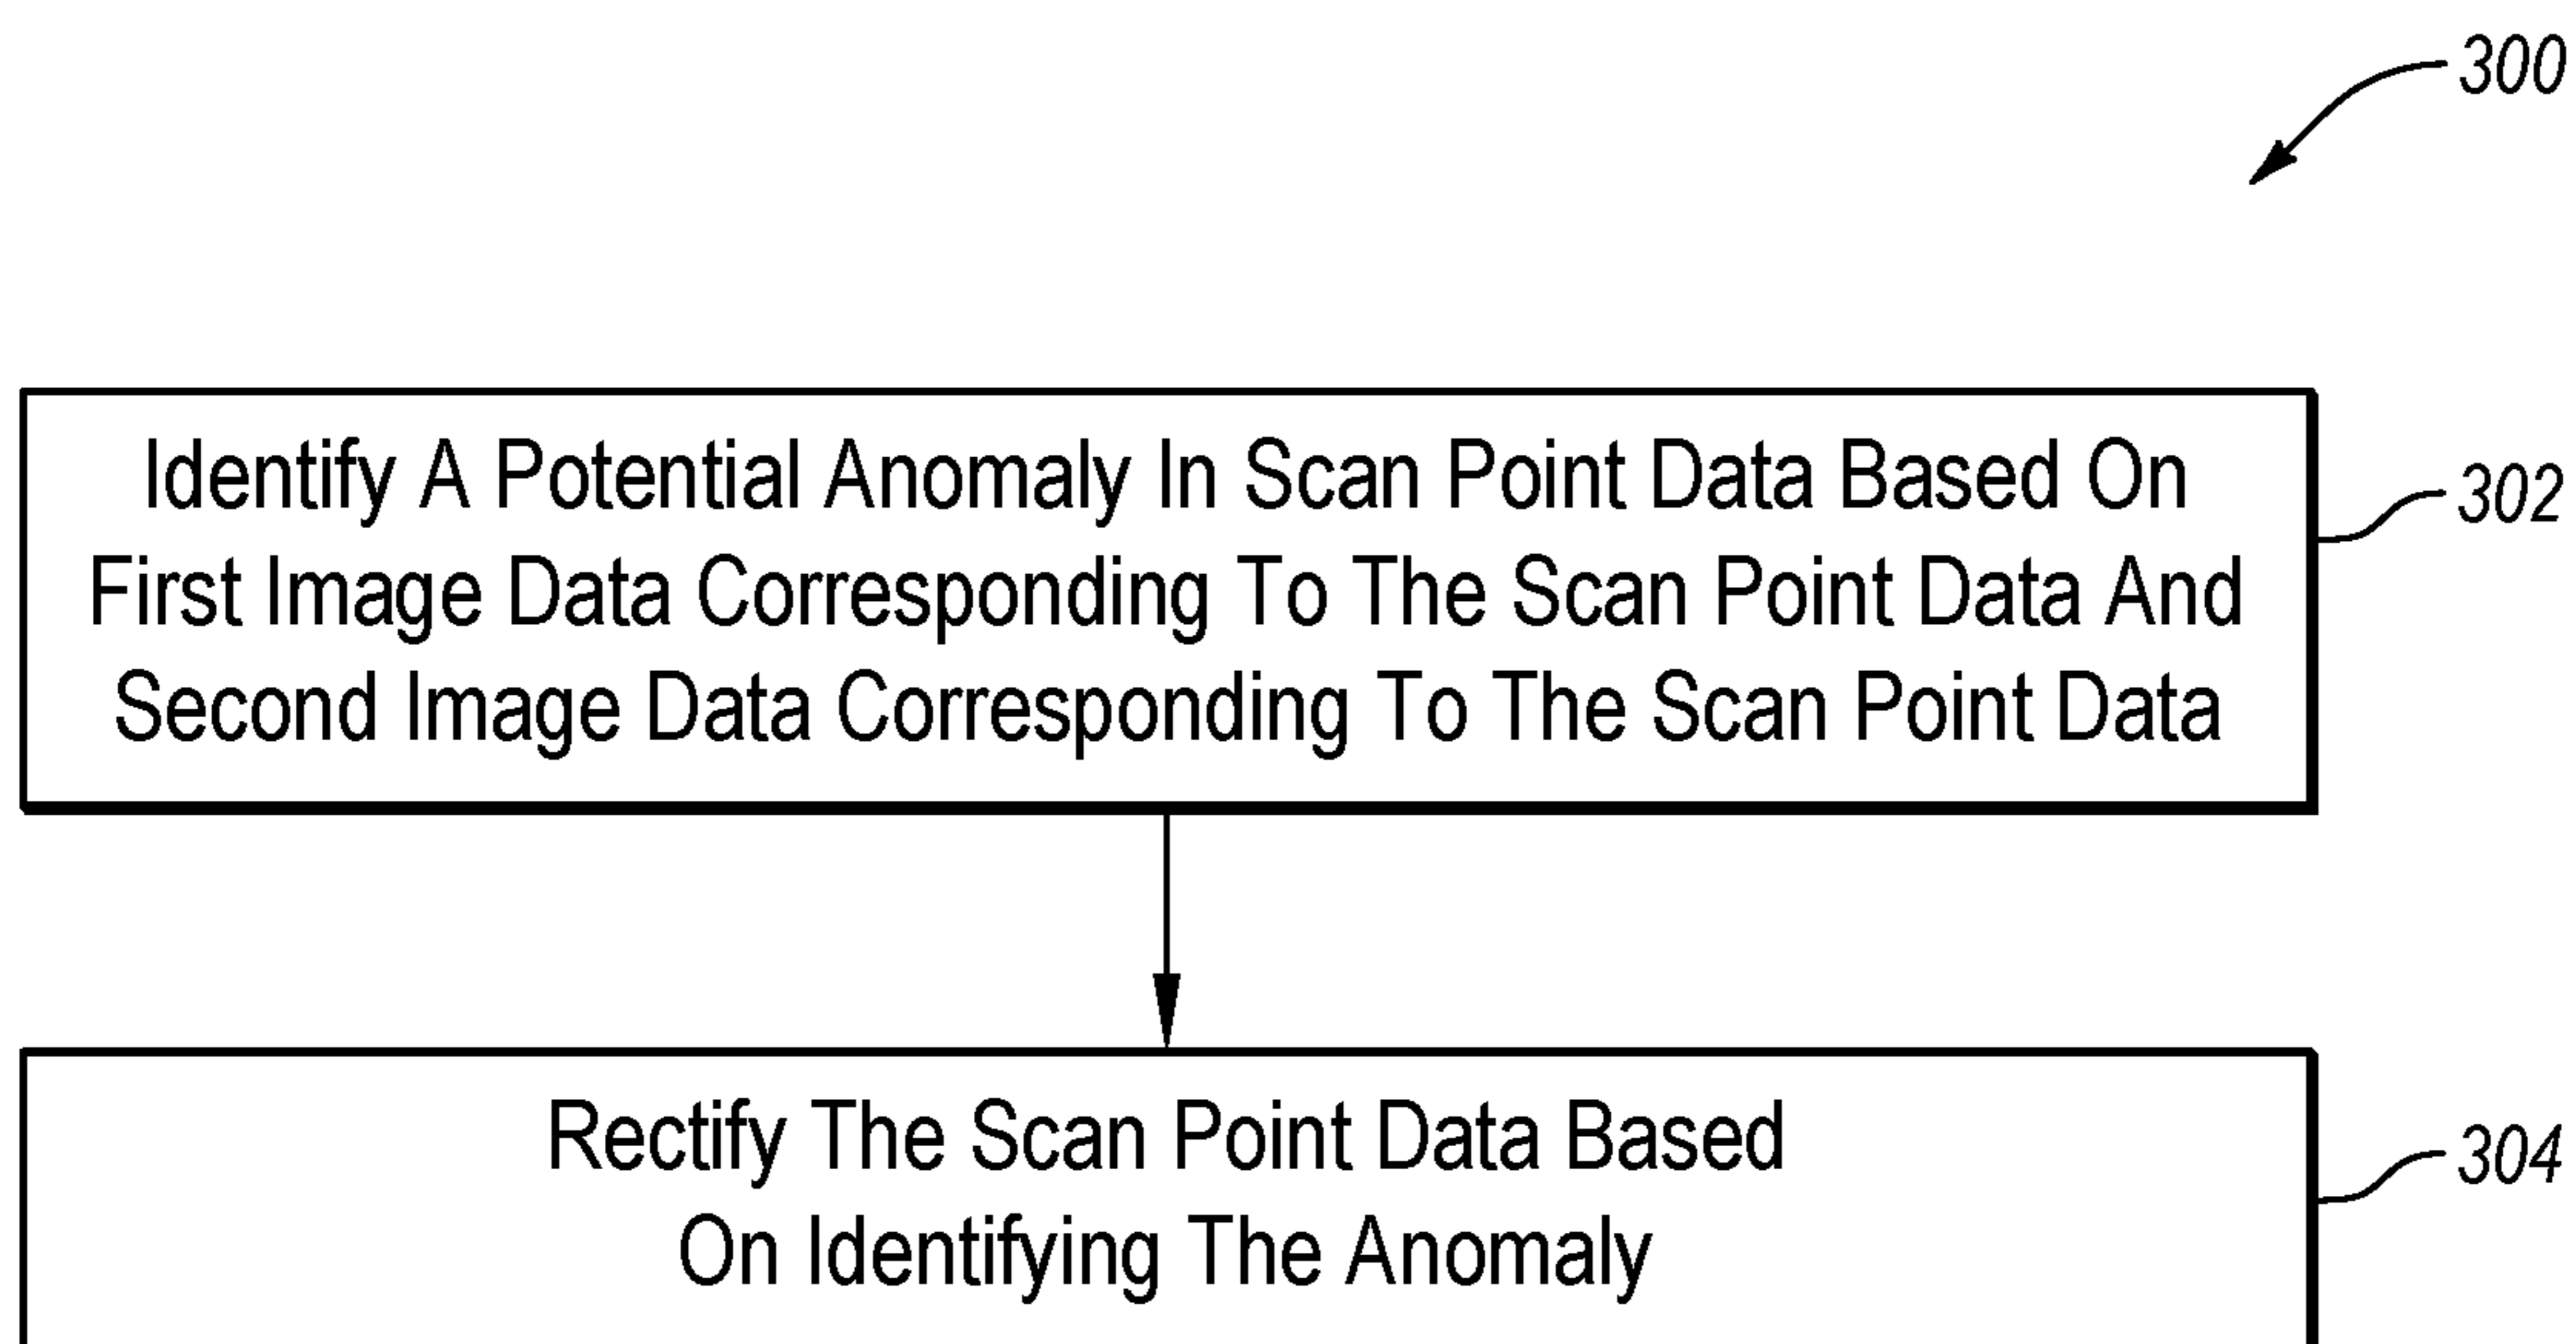 300
Identify A Potential Anomaly In Scan Point Data Based On
First Image Data Corresponding To The Scan Point Data And
Second Image Data Corresponding To The Scan Point Data
302
Rectify The Scan Point Data Based
On Identifying The Anomaly
304